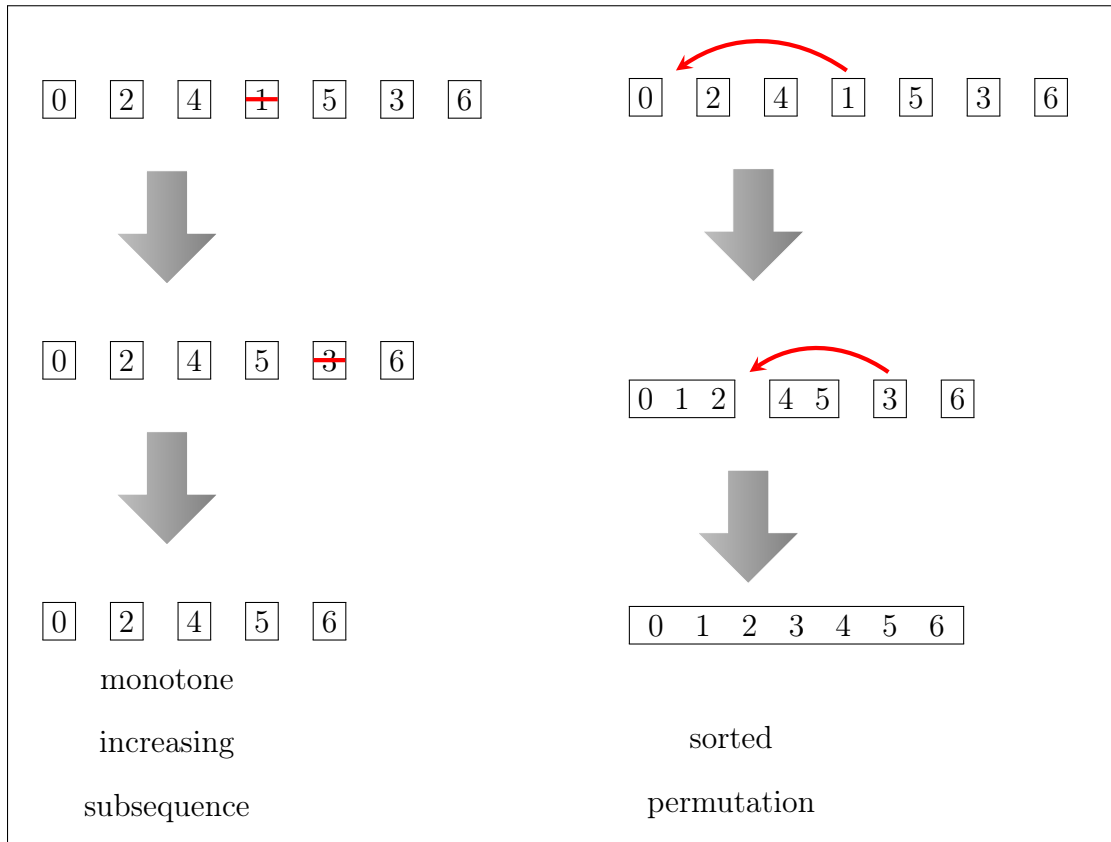 0 2 4 1 5 3 6
0 2 4 5 3 6
0 2 4 5 6
monotone
increasing
subsequence
0 2 4 1 5 3 6
0 1 2 4 5 3 6
0 1 2 3 4 5 6
sorted
permutation